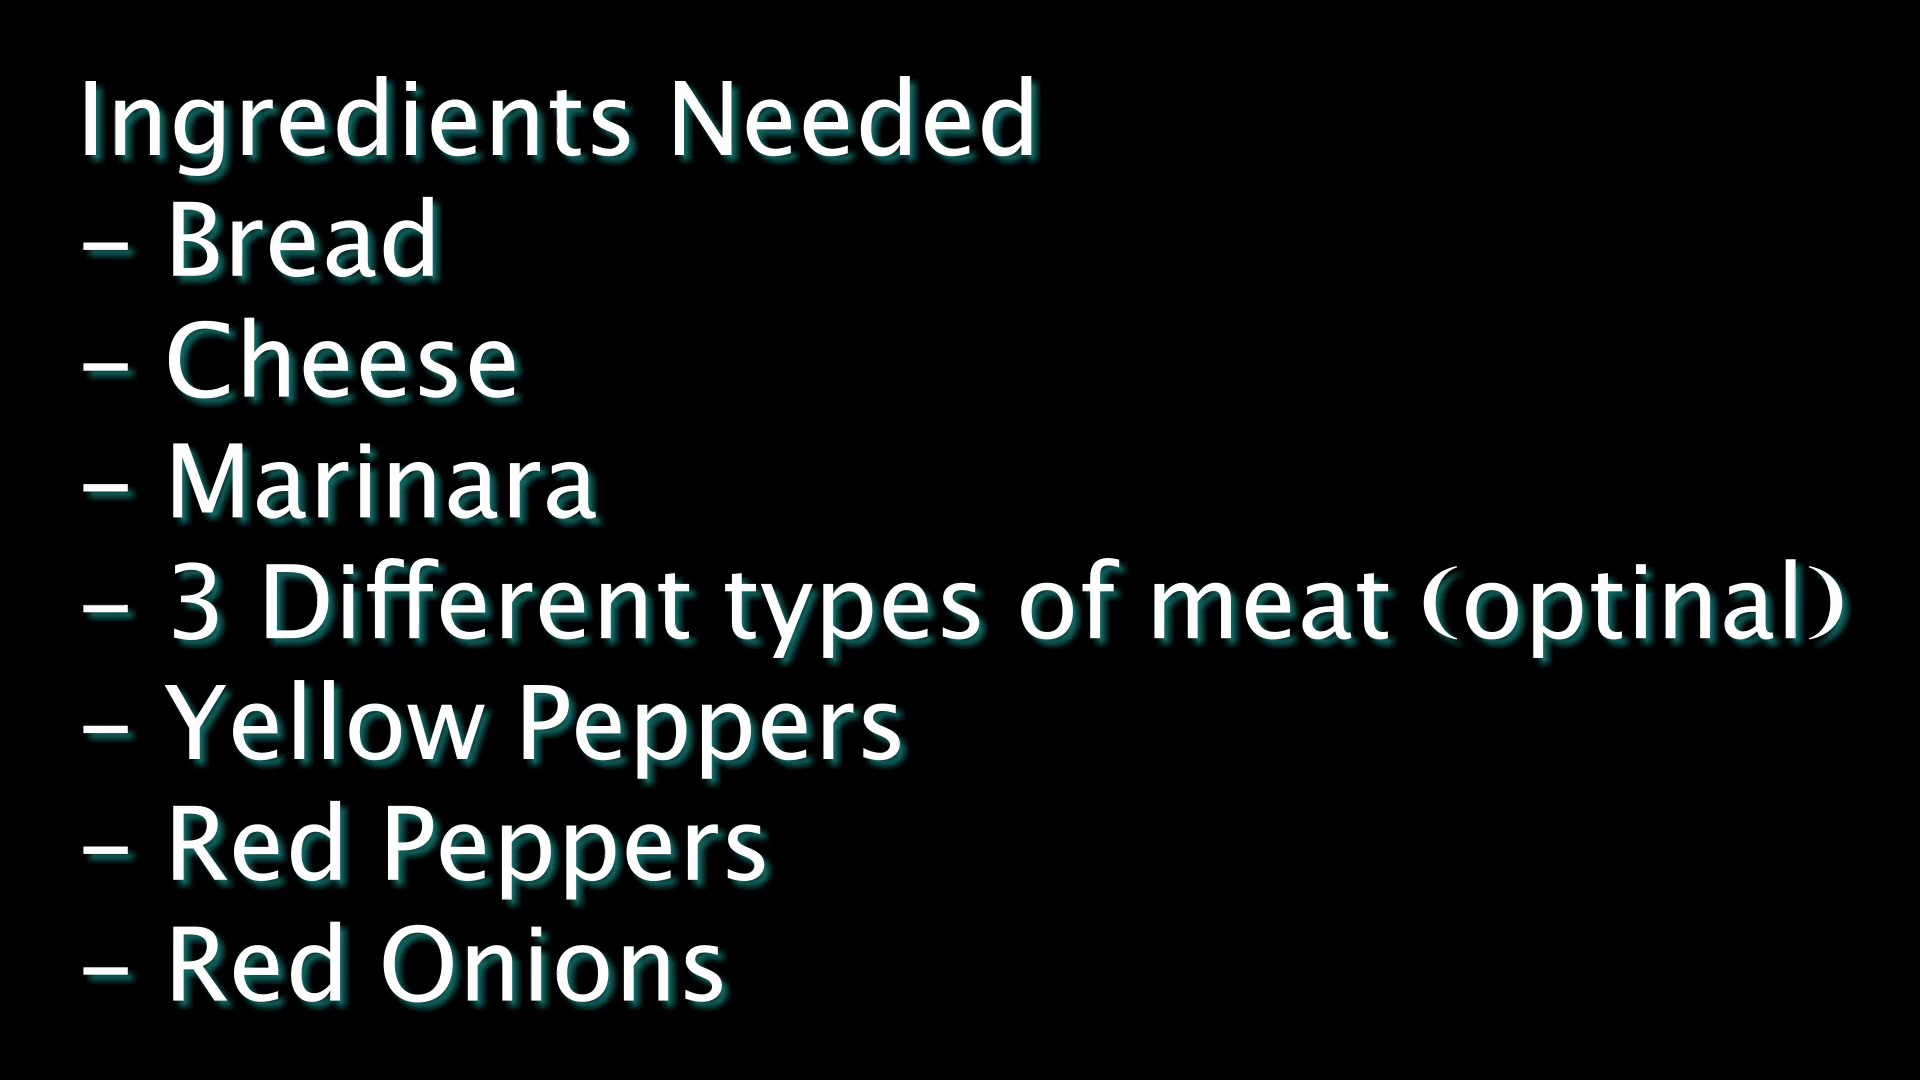 Ingredients Needed
- Bread
- Cheese
- Marinara
- 3 Different types of meat (optinal)
- Yellow Peppers
- Red Peppers
- Red Onions